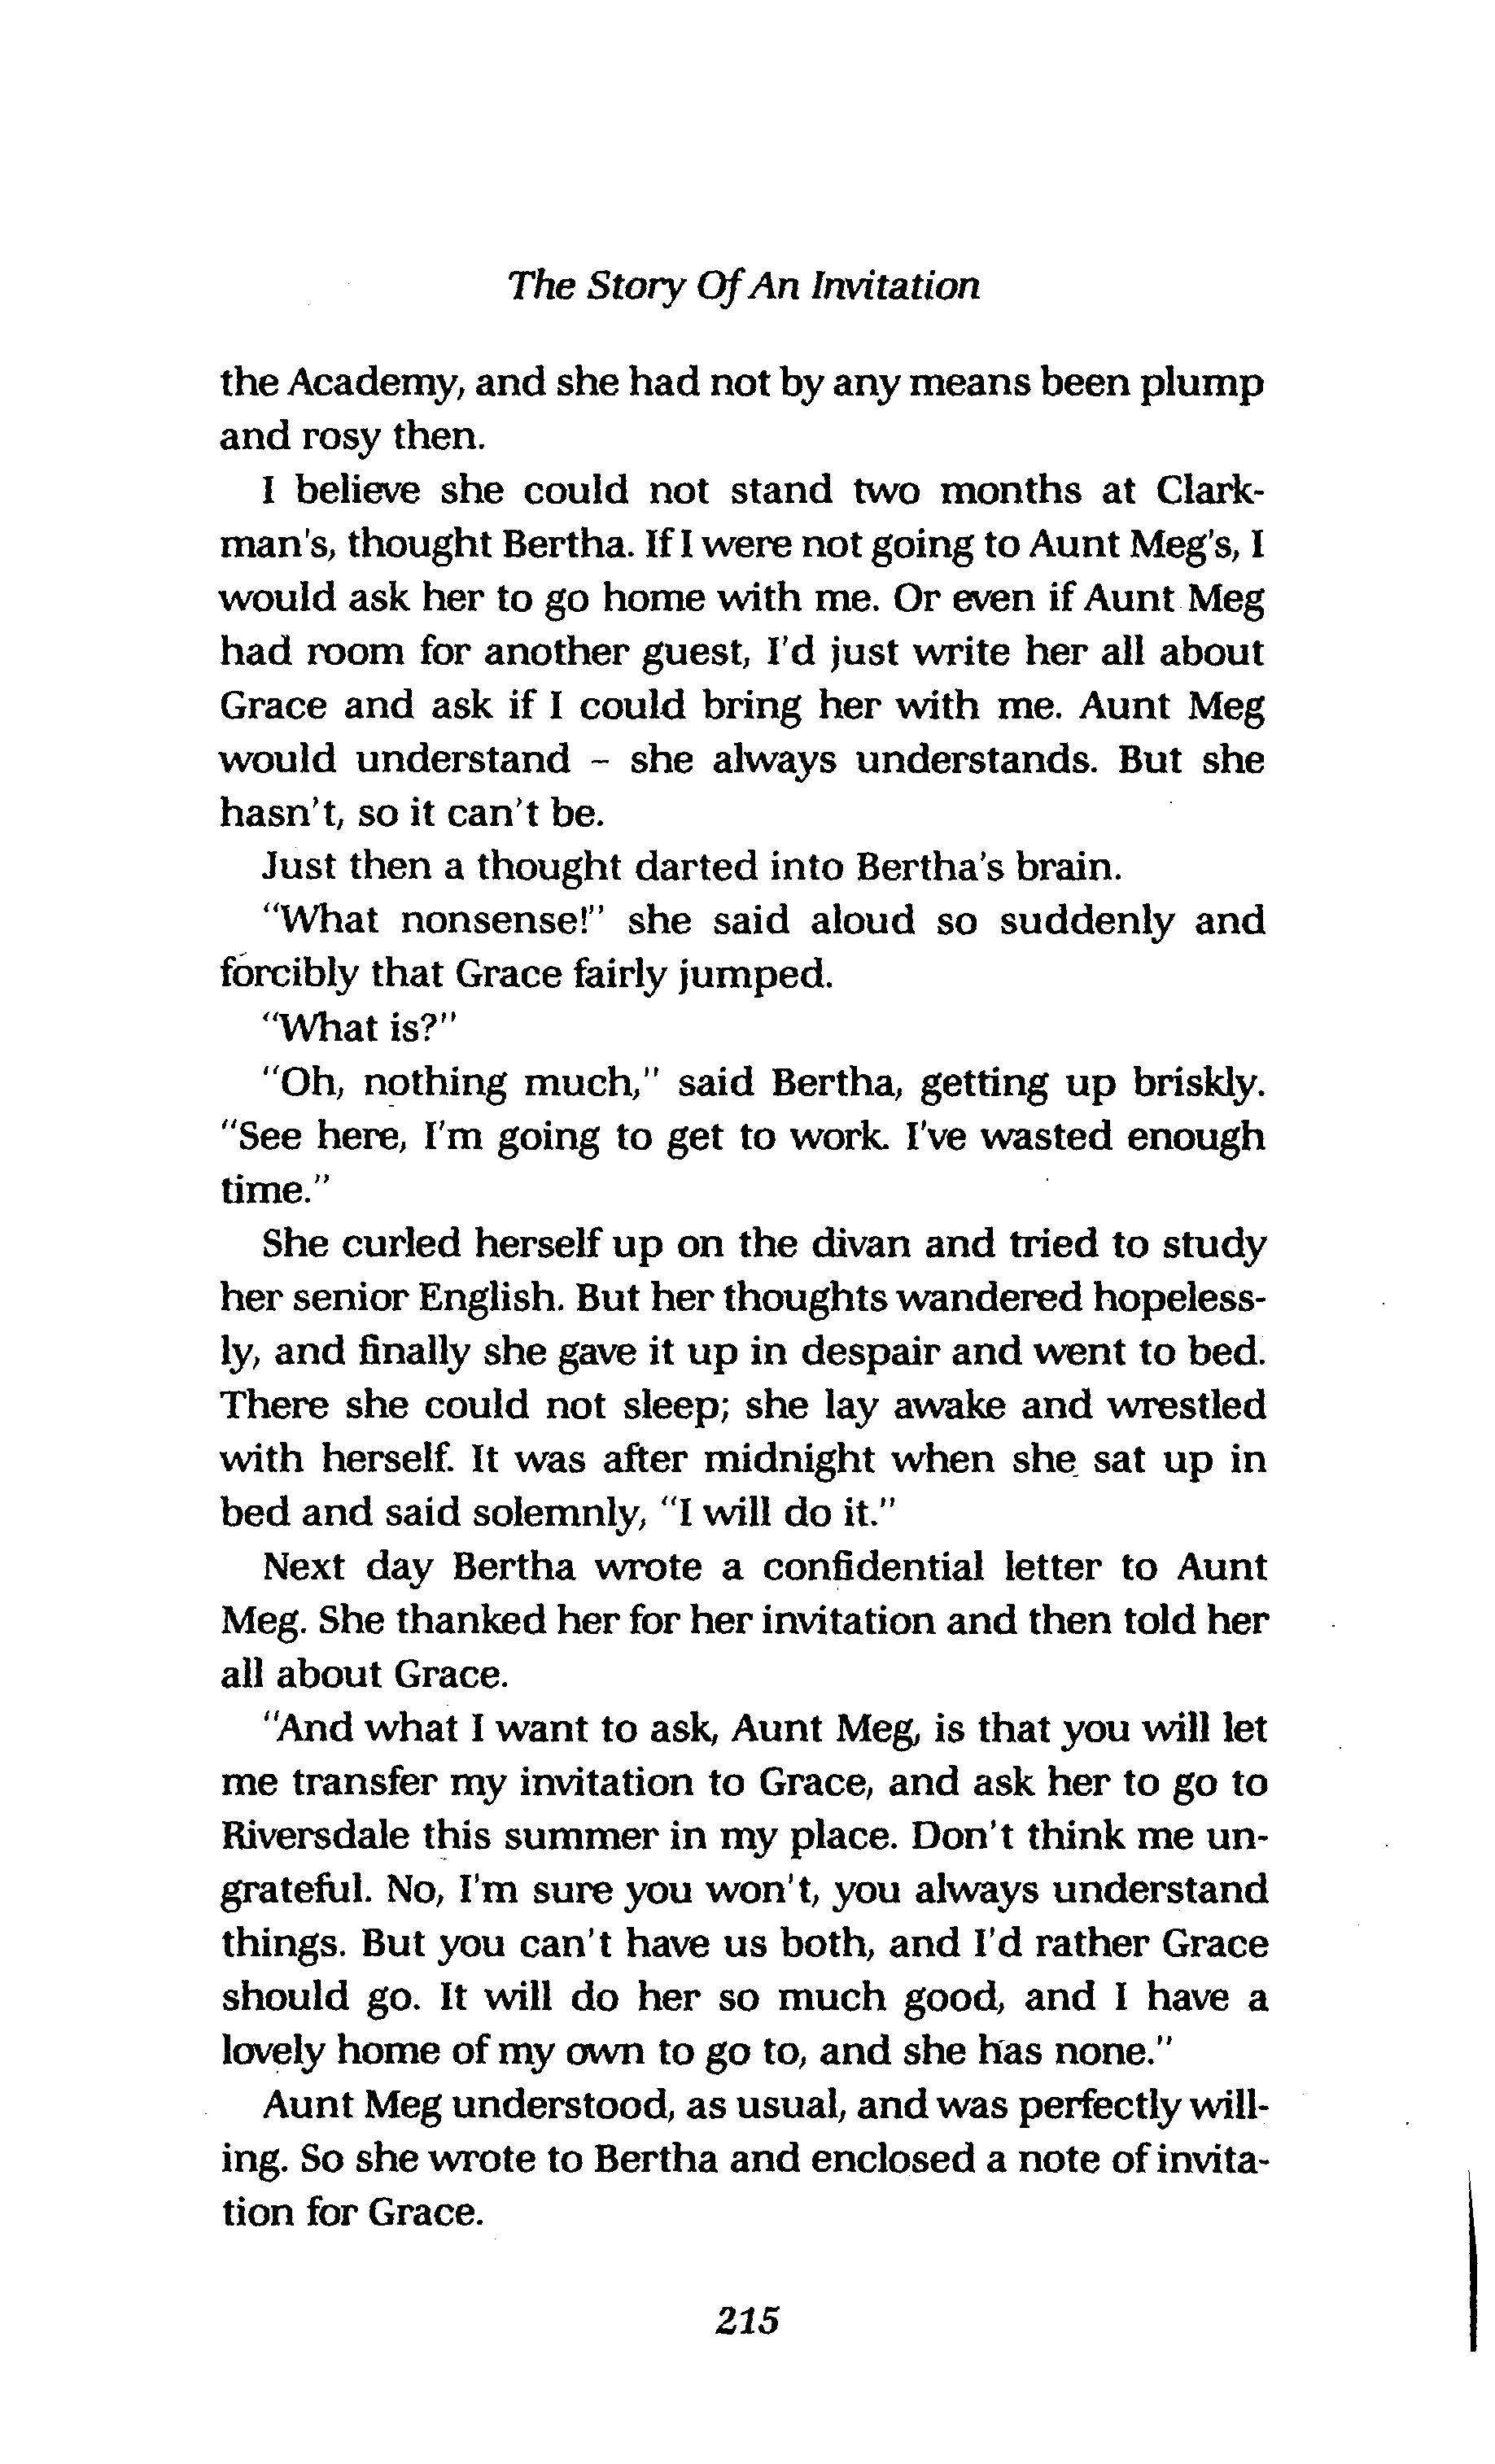 The Story Of An Invitation
the Academy, and she had not by any means been plump
and rosy then.
I believe she could not stand two months at Clark-
man's, thought Bertha. If I were not going to Aunt Meg's, I
would ask her to go home with me. Or even if Aunt Meg
had room for another guest, I'd just write her all about
Grace and ask if I could bring her with me. Aunt Meg
would understand – she always understands. But she
hasn't, so it can't be.
Just then a thought darted into Bertha's brain.
"What nonsense!" she said aloud so suddenly and
forcibly that Grace fairly jumped.
"What is?"
"Oh, nothing much," said Bertha, getting up briskly.
"See here, I'm going to get to work. I've wasted enough
time."
She curled herself up on the divan and tried to study
her senior English. But her thoughts wandered hopeless-
ly, and finally she gave it up in despair and went to bed.
There she could not sleep; she lay awake and wrestled
with herself. It was after midnight when she sat up in
bed and said solemnly, "I will do it."
Next day Bertha wrote a confidential letter to Aunt
Meg. She thanked her for her invitation and then told her
all about Grace.
"And what I want to ask, Aunt Meg, is that you will let
me transfer my invitation to Grace, and ask her to go to
Riversdale this summer in my place. Don't think me un-
grateful. No, I'm sure you won't, you always understand
things. But you can't have us both, and I'd rather Grace
should go. It will do her so much good, and I have a
lovely home of my own to go to, and she has none."
Aunt Meg understood, as usual, and was perfectly will-
ing. So she wrote to Bertha and enclosed a note of invita-
tion for Grace.
215